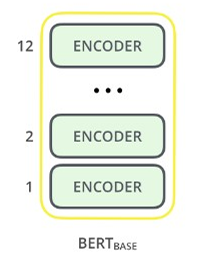 12 ENCODER
...
2 ENCODER
1 ENCODER
BERTBASE